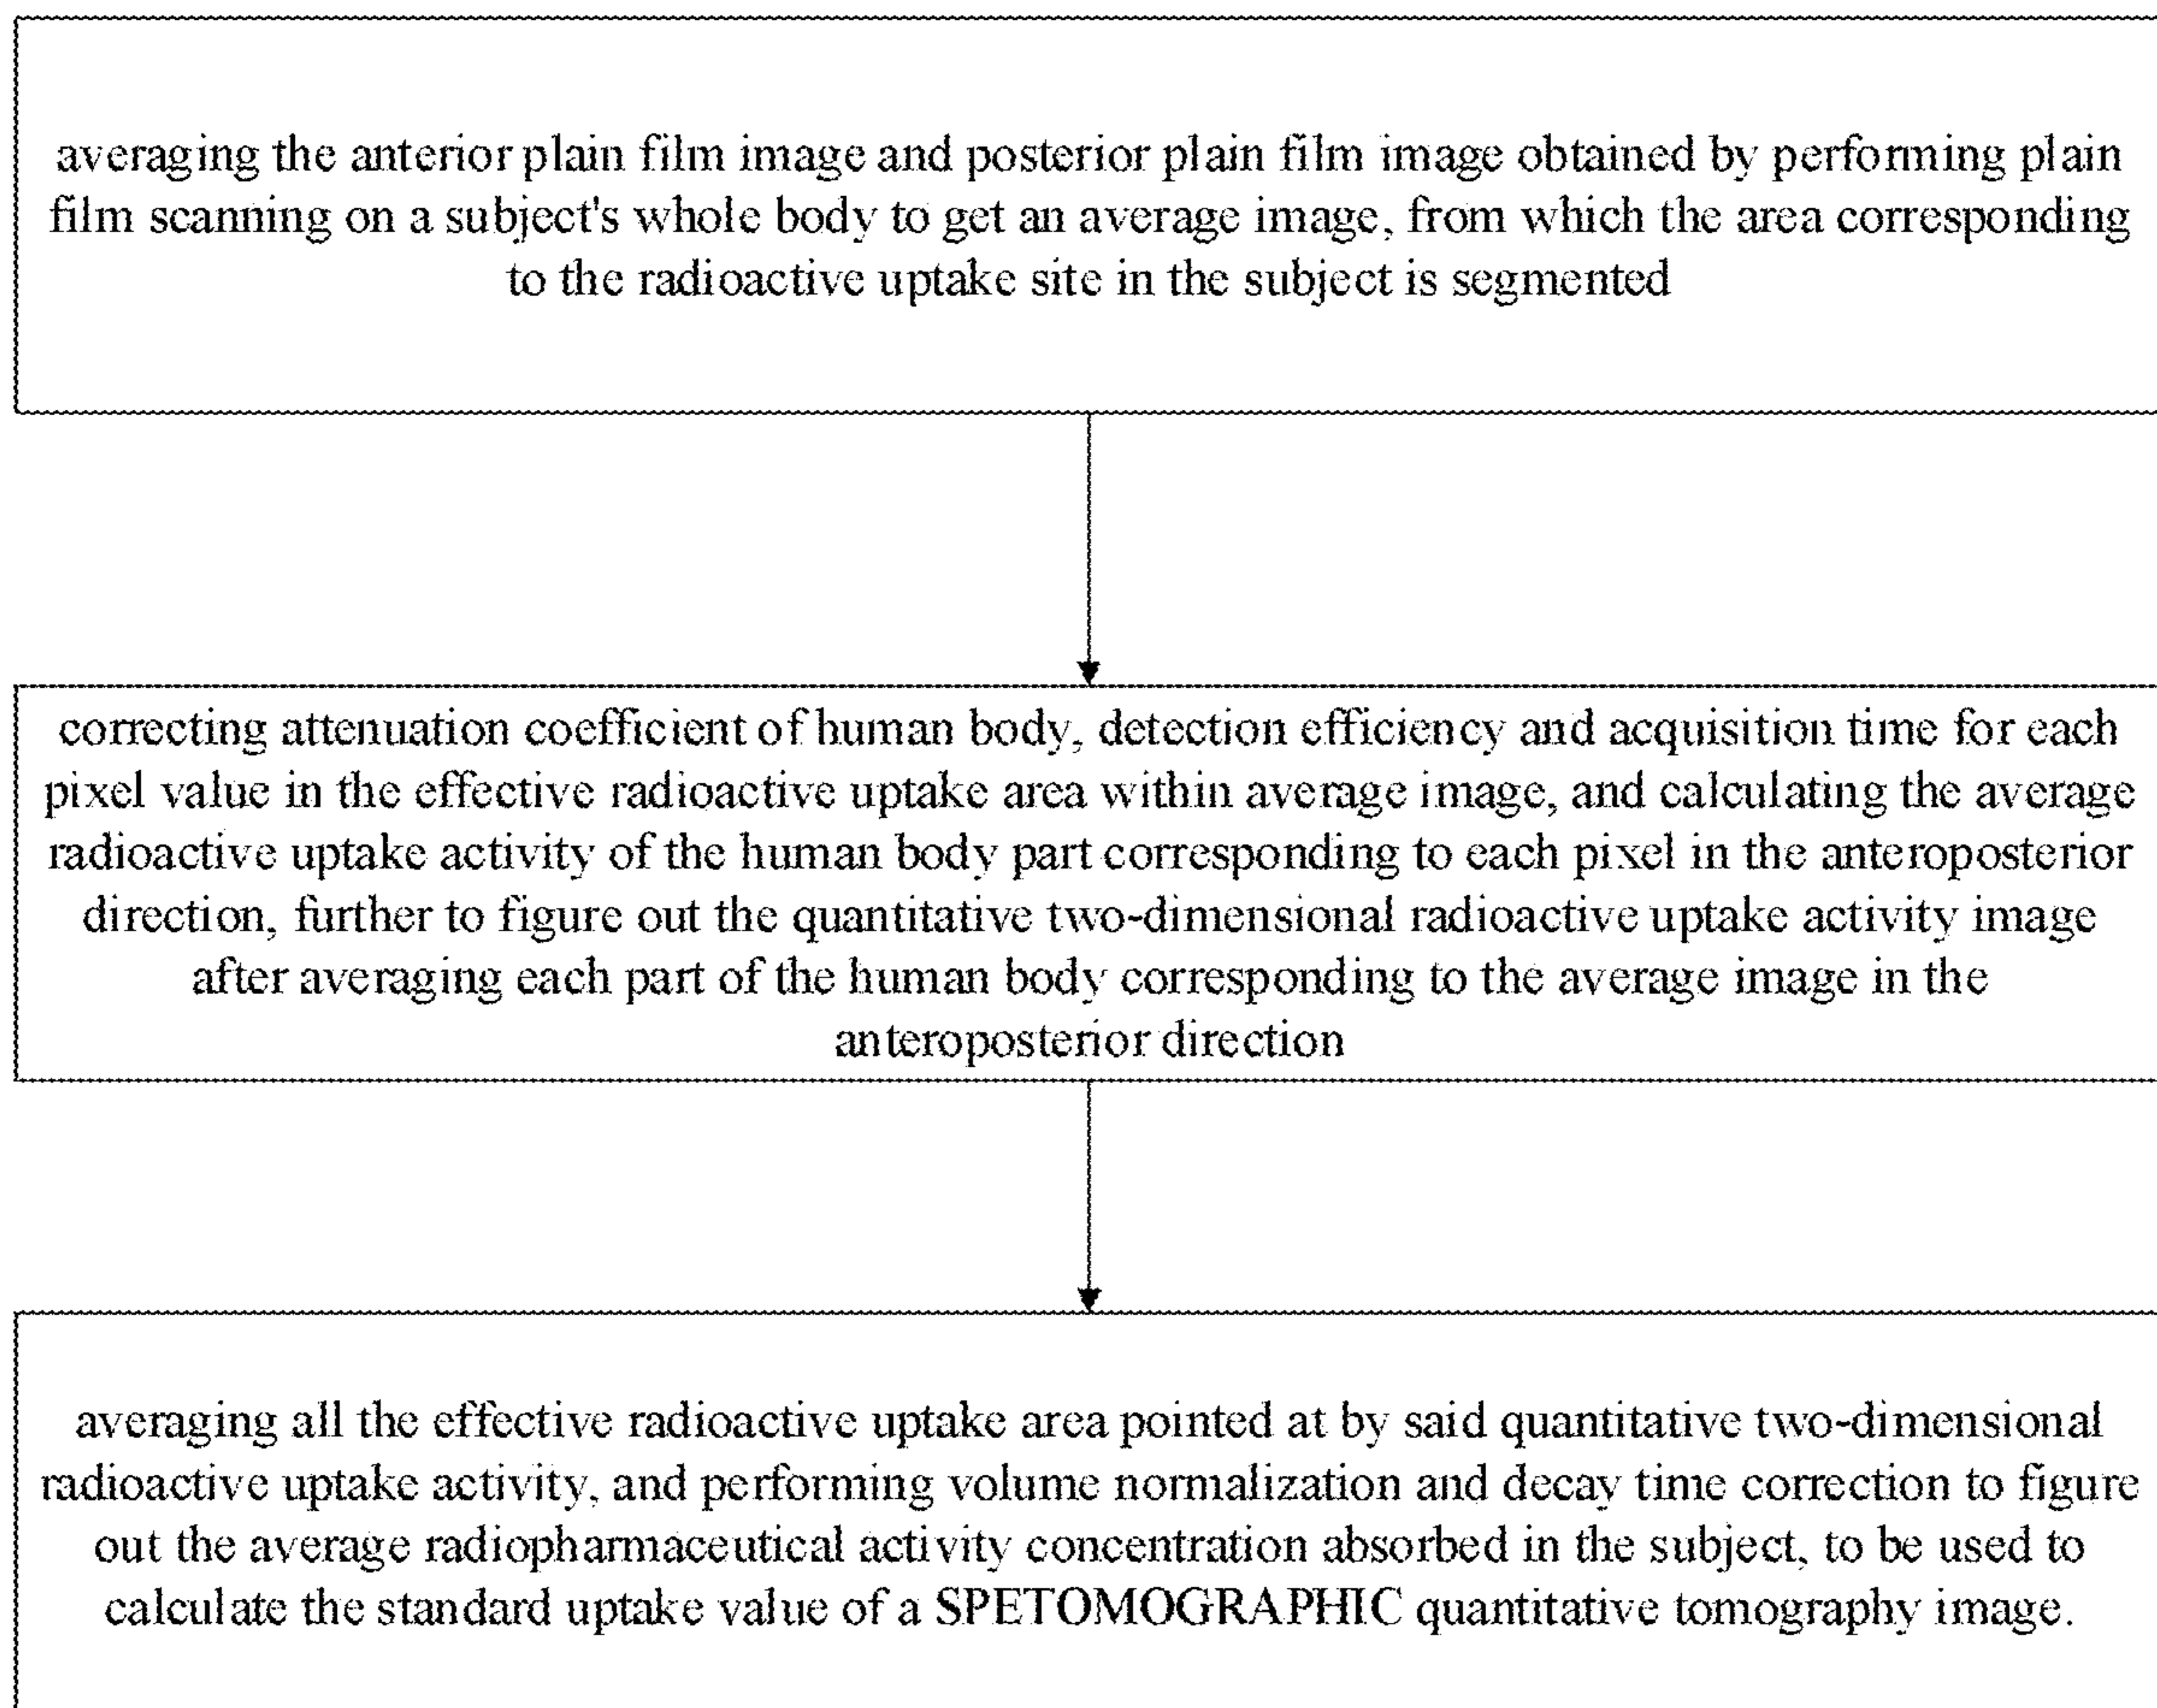 averaging the anterior plain film image and posterior plain film image obtained by performing plain
film scanning on a subject's whole body to get an average image, from which the area corresponding
to the radioactive uptake site in the subject is segmented
correcting attenuation coefficient of human body, detection efficiency and acquisition time for each
pixel value in the effective radioactive uptake area within average image, and calculating the average
radioactive uptake activity of the human body part corresponding to each pixel in the anteroposterior
direction, further to figure out the quantitative two-dimensional radioactive uptake activity image
after averaging each part of the human body corresponding to the average image in the
anteroposterior direction
averaging all the effective radioactive uptake area pointed at by said quantitative two-dimensional
radioactive uptake activity, and performing volume normalization and decay time correction to figure
out the average radiopharmaceutical activity concentration absorbed in the subject, to be used to
calculate the standard uptake value of a SPETOMOGRAPHIC quantitative tomography image.